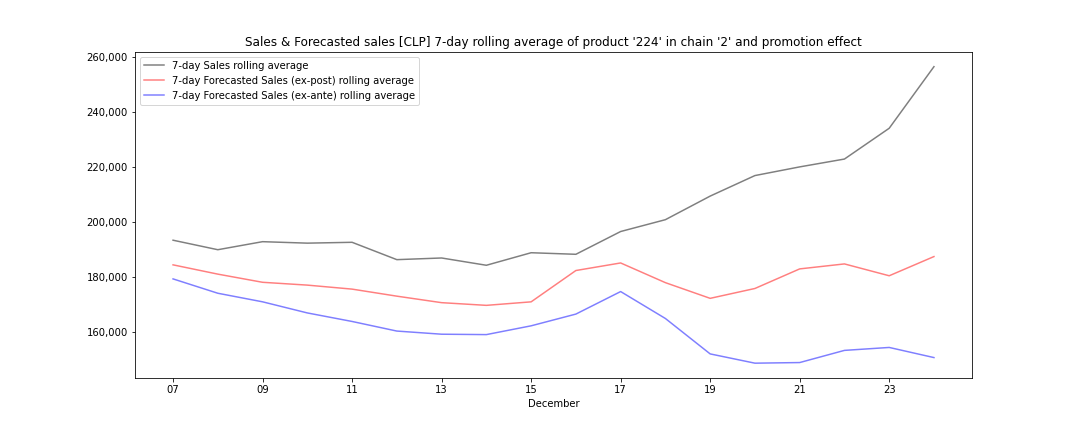 Sales & Forecasted sales [CLP] 7-day rolling average of product '224' in chain '2' and promotion effect
260,000
240,000
220,000
200,000
180,000
160,000
7-day Sales rolling average
7-day Forecasted Sales (ex-post) rolling average
7-day Forecasted Sales (ex-ante) rolling average
07 09 11 13 15 17 19 21 23
December